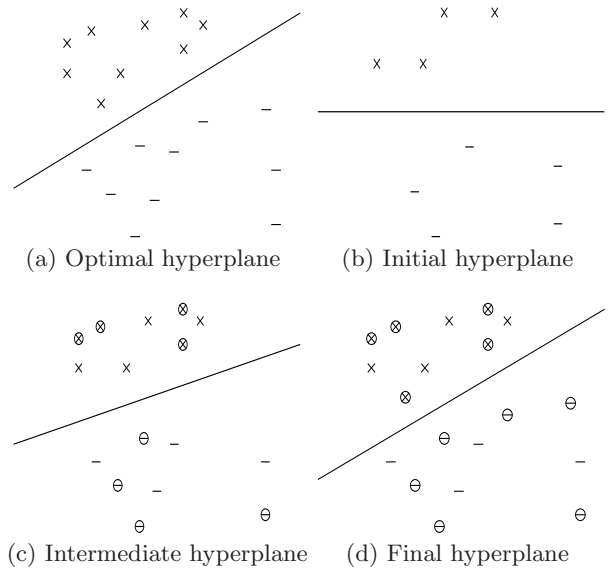 (a) Optimal hyperplane
(b) Initial hyperplane
(c) Intermediate hyperplane
(d) Final hyperplane